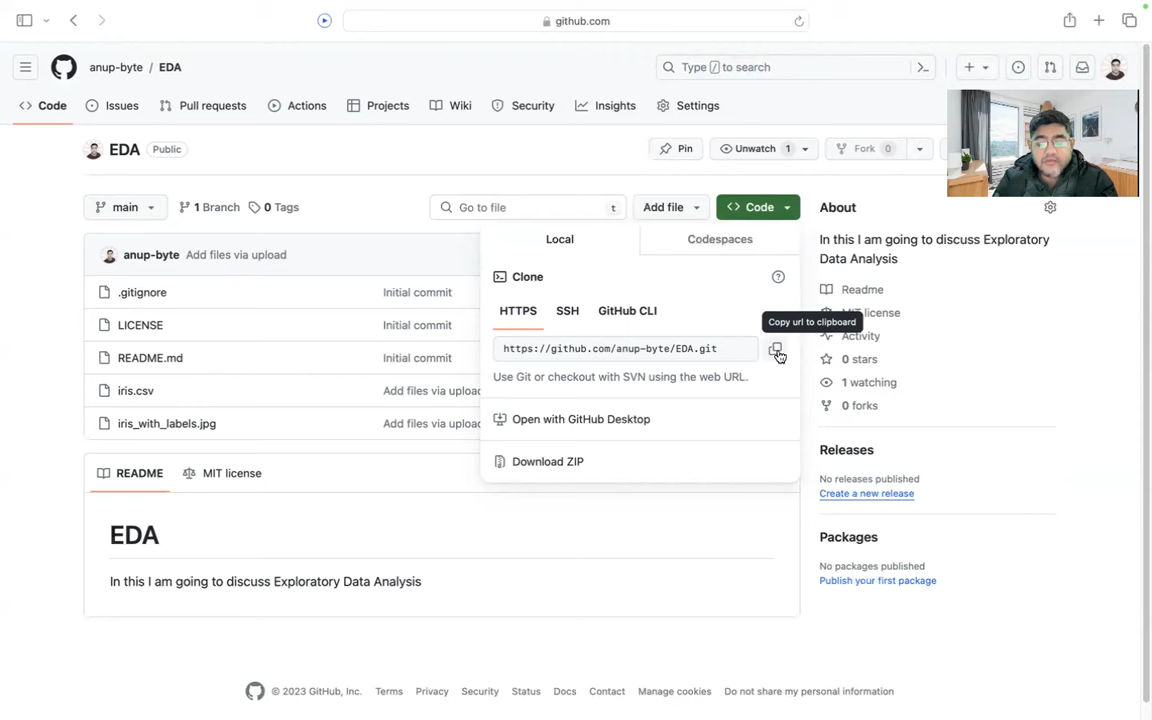 github.com
anup-byte / EDA
Type / to search
Code
Issues
Pull requests
Actions
Projects
Wiki
Security
Insights
Settings
EDA Public
Pin
Unwatch 1
Fork 0
main
1 Branch
0 Tags
Go to file t
Add file
Code
anup-byte Add files via upload
.gitignore Initial commit
LICENSE Initial commit
README.md Initial commit
iris.csv Add files via upload
iris_with_labels.jpg Add files via upload
Local
Codespaces
Clone
HTTPS SSH GitHub CLI
Copy url to clipboard
https://github.com/anup-byte/EDA.git
Use Git or checkout with SVN using the web URL.
Open with GitHub Desktop
Download ZIP
README
MIT license
EDA
In this I am going to discuss Exploratory Data Analysis
About
In this I am going to discuss Exploratory
Data Analysis
Readme
MIT license
Activity
0 stars
1 watching
0 forks
Releases
No releases published
Create a new release
Packages
No packages published
Publish your first package
© 2023 GitHub, Inc. Terms Privacy Security Status Docs Contact Manage cookies Do not share my personal information